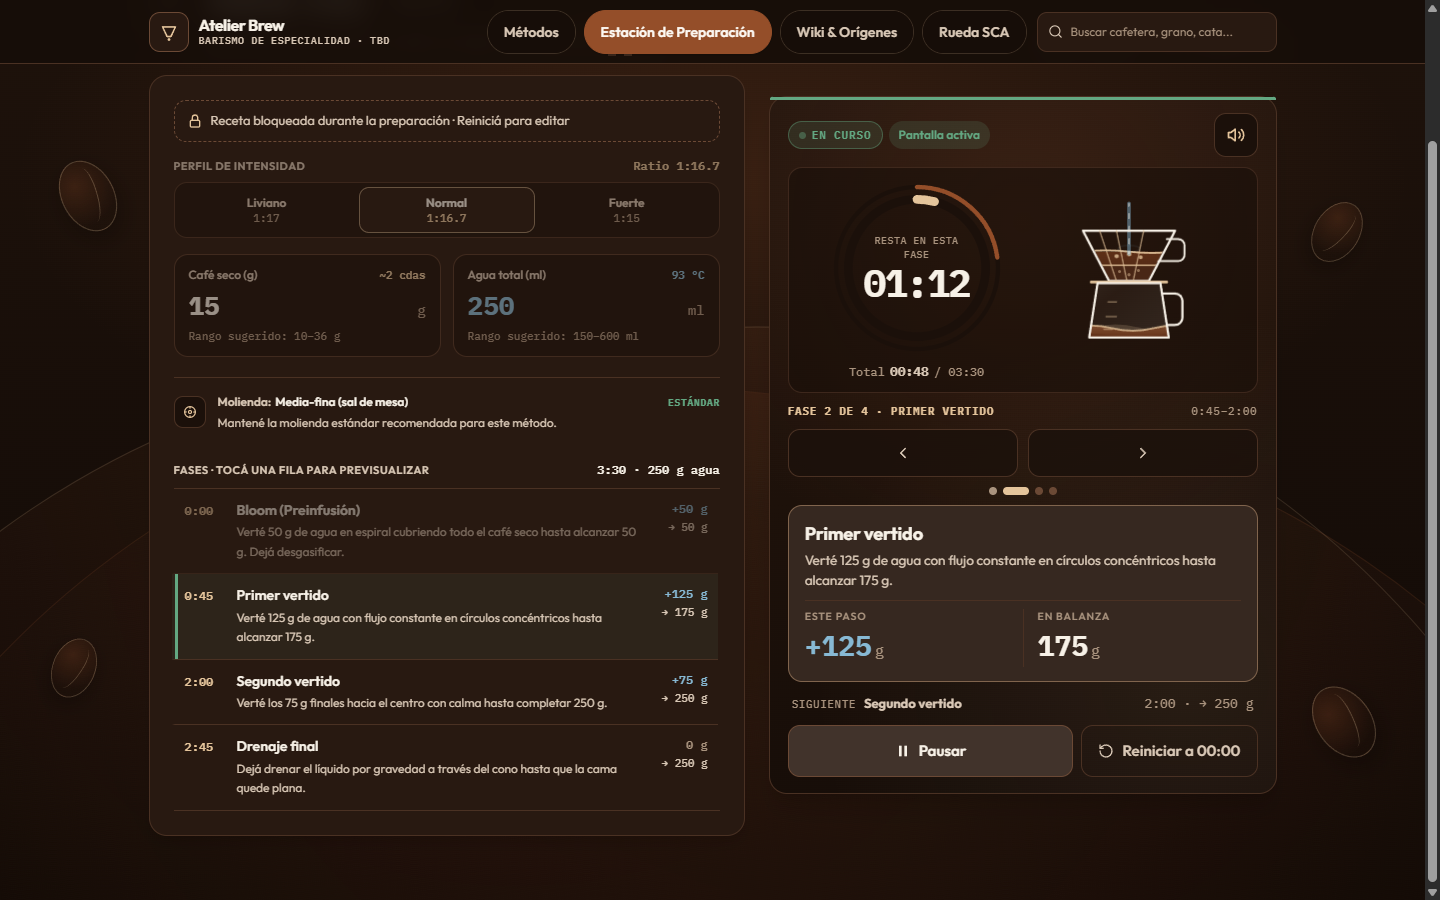 Atelier Brew
BARISMO DE ESPECIALIDAD · TBD
Métodos
Estación de Preparación
Wiki & Orígenes
Rueda SCA
Buscar cafetera, grano, cata...
Receta bloqueada durante la preparación · Reiniciá para editar
PERFIL DE INTENSIDAD
Ratio 1:16.7
Liviano
1:17
Normal
1:16.7
Fuerte
1:15
Café seco (g)
~2 cdas
15
g
Rango sugerido: 10–36 g
Agua total (ml)
93 °C
250
ml
Rango sugerido: 150–600 ml
Molienda: Media-fina (sal de mesa)
ESTÁNDAR
Mantené la molienda estándar recomendada para este método.
FASES · TOCÁ UNA FILA PARA PREVISUALIZAR
3:30 · 250 g agua
0:00
Bloom (Preinfusión)
+50 g
Verté 50 g de agua en espiral cubriendo todo el café seco hasta alcanzar 50
g. Dejá desgasificar.
→ 50 g
0:45
Primer vertido
+125 g
Verté 125 g de agua con flujo constante en círculos concéntricos hasta
alcanzar 175 g.
→ 175 g
2:00
Segundo vertido
+75 g
Verté los 75 g finales hacia el centro con calma hasta completar 250 g.
→ 250 g
2:45
Drenaje final
0 g
Dejá drenar el líquido por gravedad a través del cono hasta que la cama
quede plana.
→ 250 g
EN CURSO
Pantalla activa
RESTA EN ESTA
FASE
01:12
Total 00:48 / 03:30
FASE 2 DE 4 · PRIMER VERTIDO
0:45–2:00
Primer vertido
Verté 125 g de agua con flujo constante en círculos concéntricos hasta
alcanzar 175 g.
ESTE PASO
+125 g
EN BALANZA
175 g
SIGUIENTE Segundo vertido
2:00 · → 250 g
Pausar
Reiniciar a 00:00